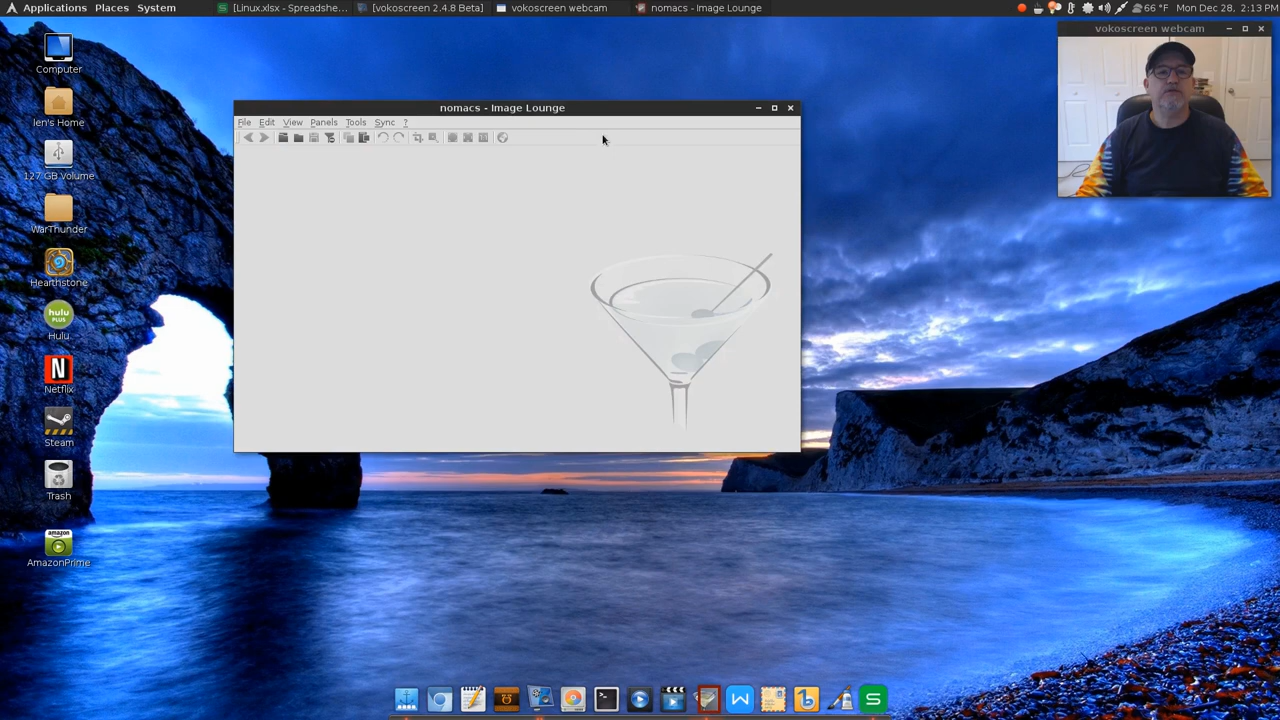 Applications Places System
[Linux.xlsx - Spreadshe...
[vokoscreen 2.4.8 Beta]
vokoscreen webcam
nomacs - Image Lounge
66 °F Mon Dec 28, 2:13 PM
vokoscreen webcam
Computer
len's Home
127 GB Volume
WarThunder
Hearthstone
hulu
PLUS
Hulu
N
Netflix
Steam
Trash
amazon
AmazonPrime
nomacs - Image Lounge
File Edit View Panels Tools Sync ?
W
b
S